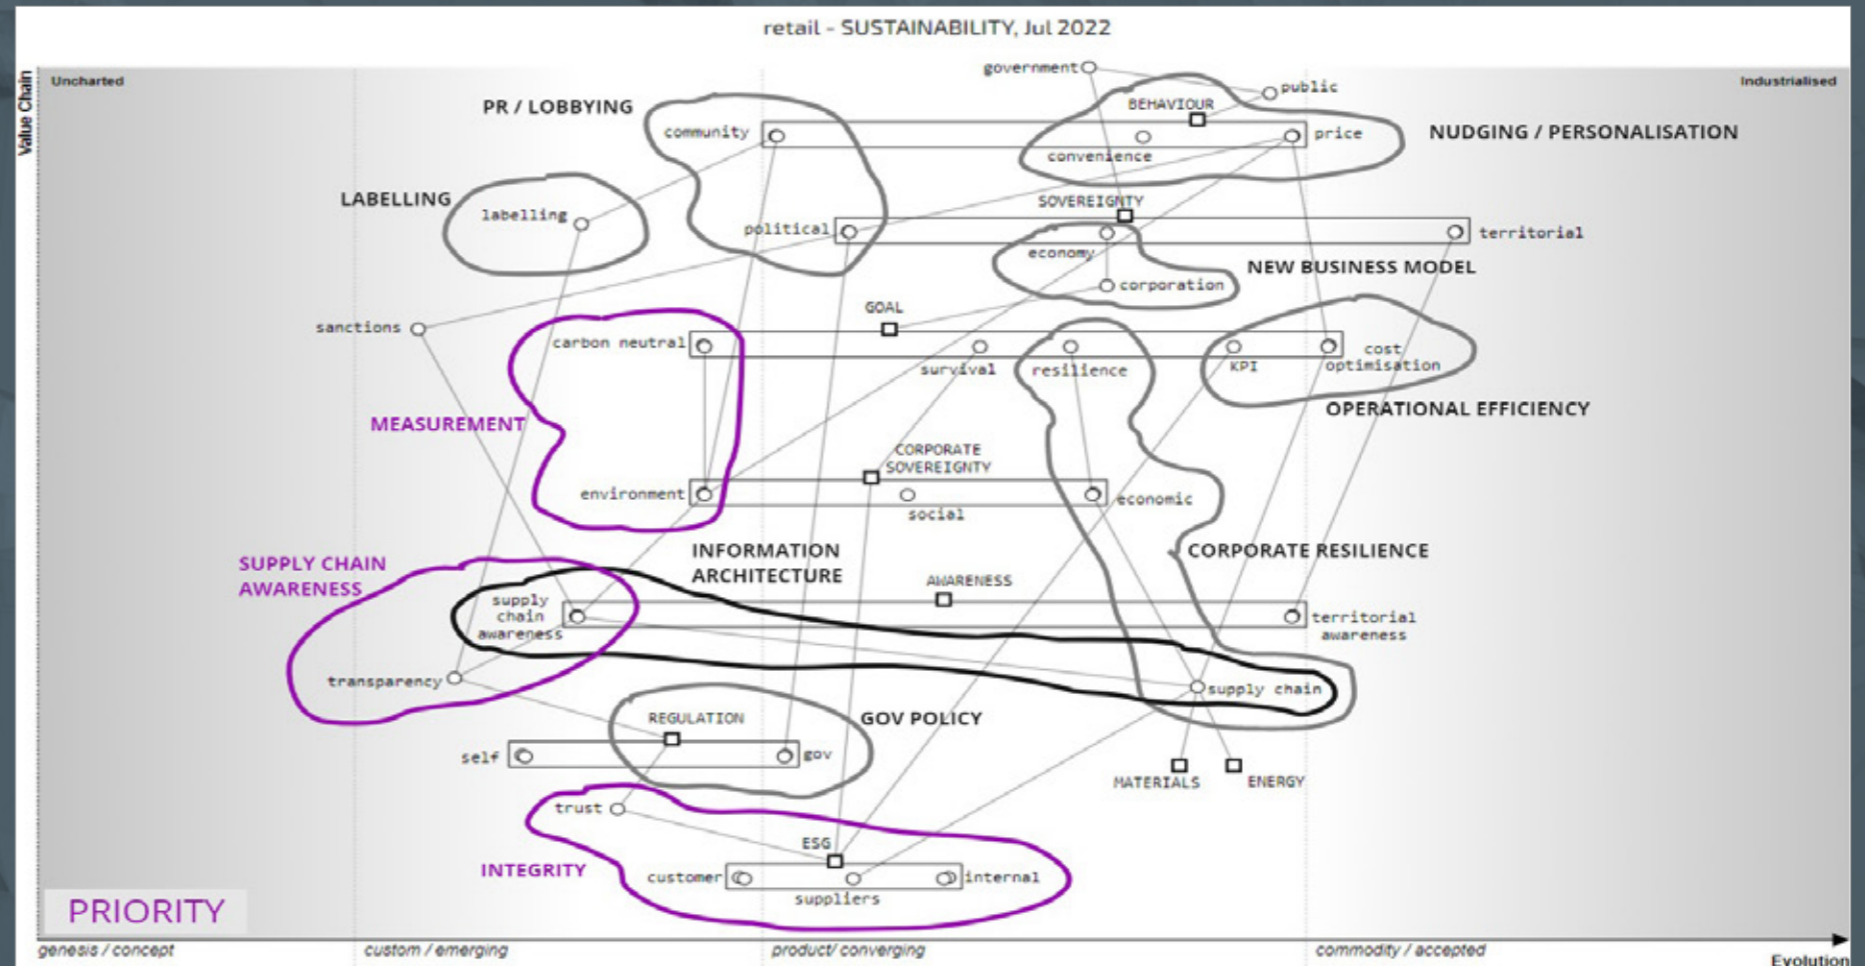 retail - SUSTAINABILITY, Jul 2022
Value Chain
Uncharted
government
public
Industrialised
PR / LOBBYING
BEHAVIOUR
community
price
NUDGING / PERSONALISATION
convenience
LABELLING
labelling
SOVEREIGNTY
political
territorial
economy
NEW BUSINESS MODEL
corporation
GOAL
sanctions
carbon neutral
survival
resilience
KPI
cost
optimisation
OPERATIONAL EFFICIENCY
MEASUREMENT
CORPORATE
SOVEREIGNTY
environment
social
economic
SUPPLY CHAIN
AWARENESS
INFORMATION
ARCHITECTURE
CORPORATE RESILIENCE
AWARENESS
supply
chain
awareness
territorial
awareness
transparency
supply chain
REGULATION
GOV POLICY
self
gov
MATERIALS
ENERGY
trust
ESG
INTEGRITY
customer
internal
suppliers
PRIORITY
genesis / concept
custom / emerging
product/ converging
commodity / accepted
Evolution